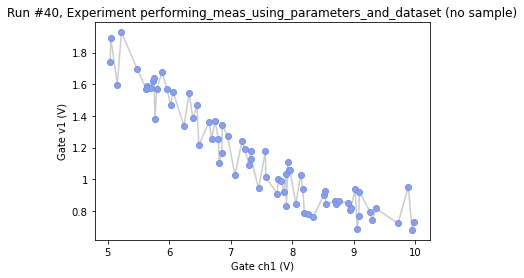 Run #40, Experiment performing_meas_using_parameters_and_dataset (no sample)
Gate v1 (V)
1.8
1.6
1.4
1.2
1.0
0.8
5 6 7 8 9 10
Gate ch1 (V)